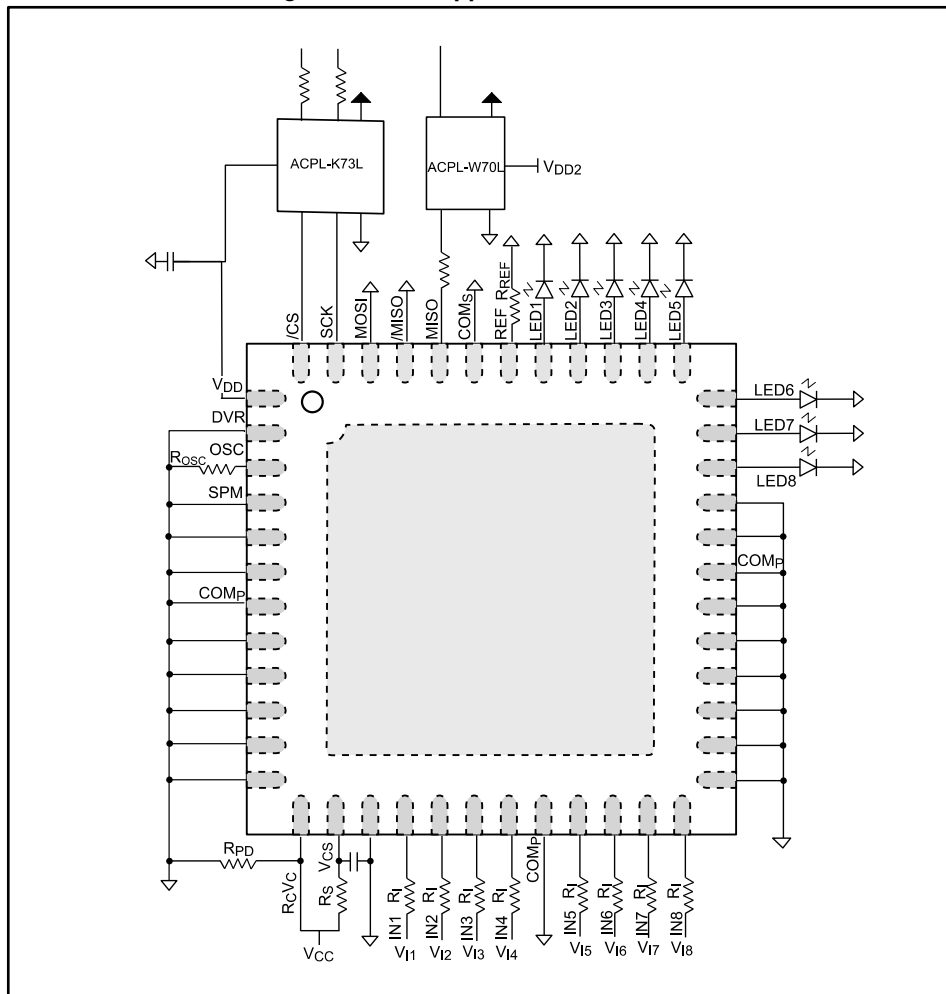 ACPL-K73L
ACPL-W70L
VDD2
/CS
SCK
MOSI
/MISO
MISO
COMS
REF RREF
LED1
LED2
LED3
LED4
LED5
VDD
DVR
ROSC OSC
SPM
COMP
LED6
LED7
LED8
COMP
RPD
RCVC
VCS
RS
VCC
IN1 RI
IN2 RI
IN3 RI
IN4 RI
COMP
IN5 RI
IN6 RI
IN7 RI
IN8 RI
VI1
VI2
VI3
VI4
VI5
VI6
VI7
VI8